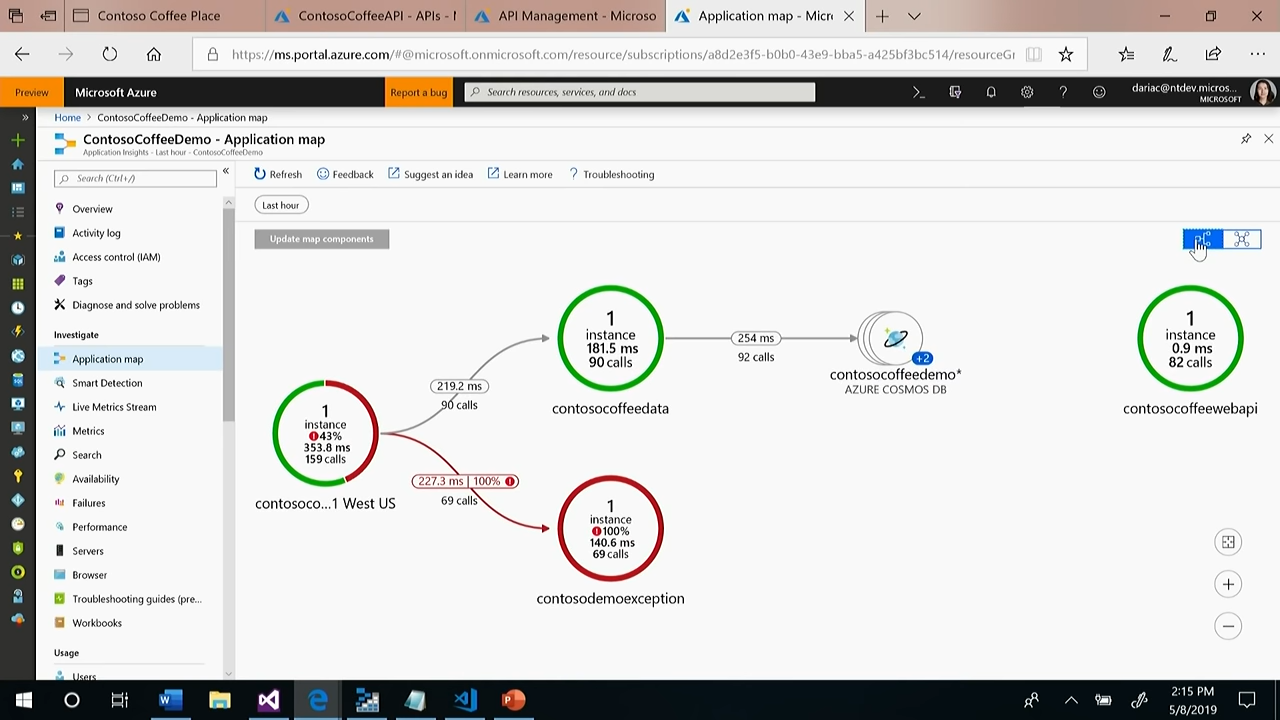 Contoso Coffee Place
ContosoCoffeeAPI - APIs - M
API Management - Microso
Application map - Micr
https://ms.portal.azure.com/#@microsoft.onmicrosoft.com/resource/subscriptions/a8d2e3f5-b0b0-43e9-bba5-a425bf3bc514/resourceGr
Preview
Microsoft Azure
Report a bug
Search resources, services, and docs
dariac@ntdev.micros...
MICROSOFT
Home > ContosoCoffeeDemo - Application map
ContosoCoffeeDemo - Application map
Application Insights - Last hour - ContosoCoffeeDemo
Search (Ctrl+/)
Refresh
Feedback
Suggest an idea
Learn more
? Troubleshooting
Last hour
Update map components
Overview
Activity log
Access control (IAM)
Tags
Diagnose and solve problems
Investigate
Application map
Smart Detection
Live Metrics Stream
Metrics
Search
Availability
Failures
Performance
Servers
Browser
Troubleshooting guides (pre...
Workbooks
Usage
Users
1
instance
43%
353.8 ms
159 calls
contosoco...1 West US
219.2 ms
90 calls
227.3 ms | 100%
69 calls
1
instance
181.5 ms
90 calls
contosocoffeedata
254 ms
92 calls
+2
contosocoffeedemo*
AZURE COSMOS DB
1
instance
0.9 ms
82 calls
contosocoffeewebapi
1
instance
100%
140.6 ms
69 calls
contosodemoexception
2:15 PM
5/8/2019